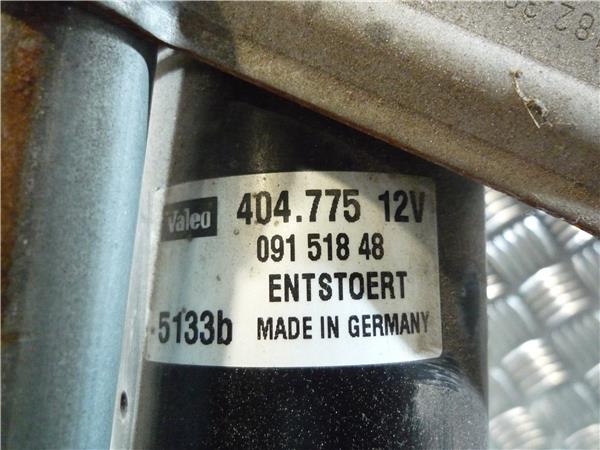 Valeo 404.775 12V
091 518 48
ENTSTOERT
5133b MADE IN GERMANY